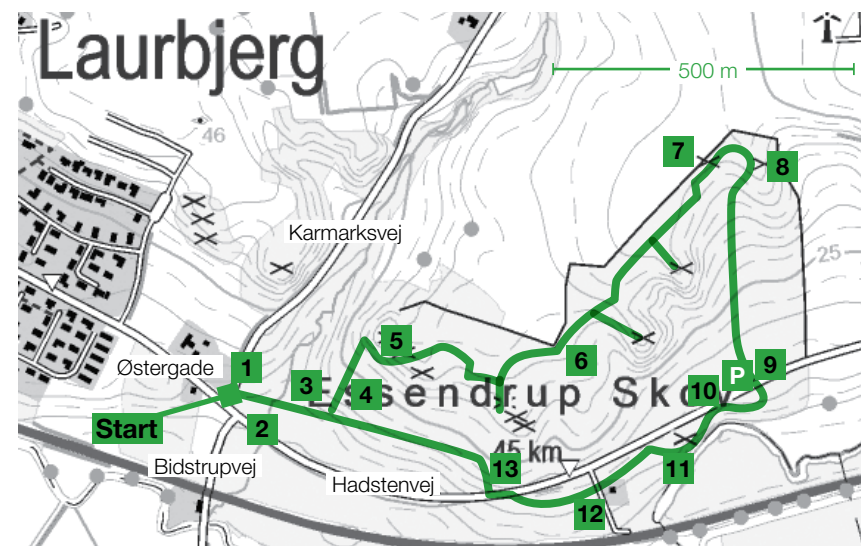 Laurbjerg
500 m
46
7
8
Karmarksvej
25
Østergade
1
5
6
P
9
3
4
Essendrup Skov
10
Start
2
45 km
13
11
Bidstrupvej
Hadstenvej
12